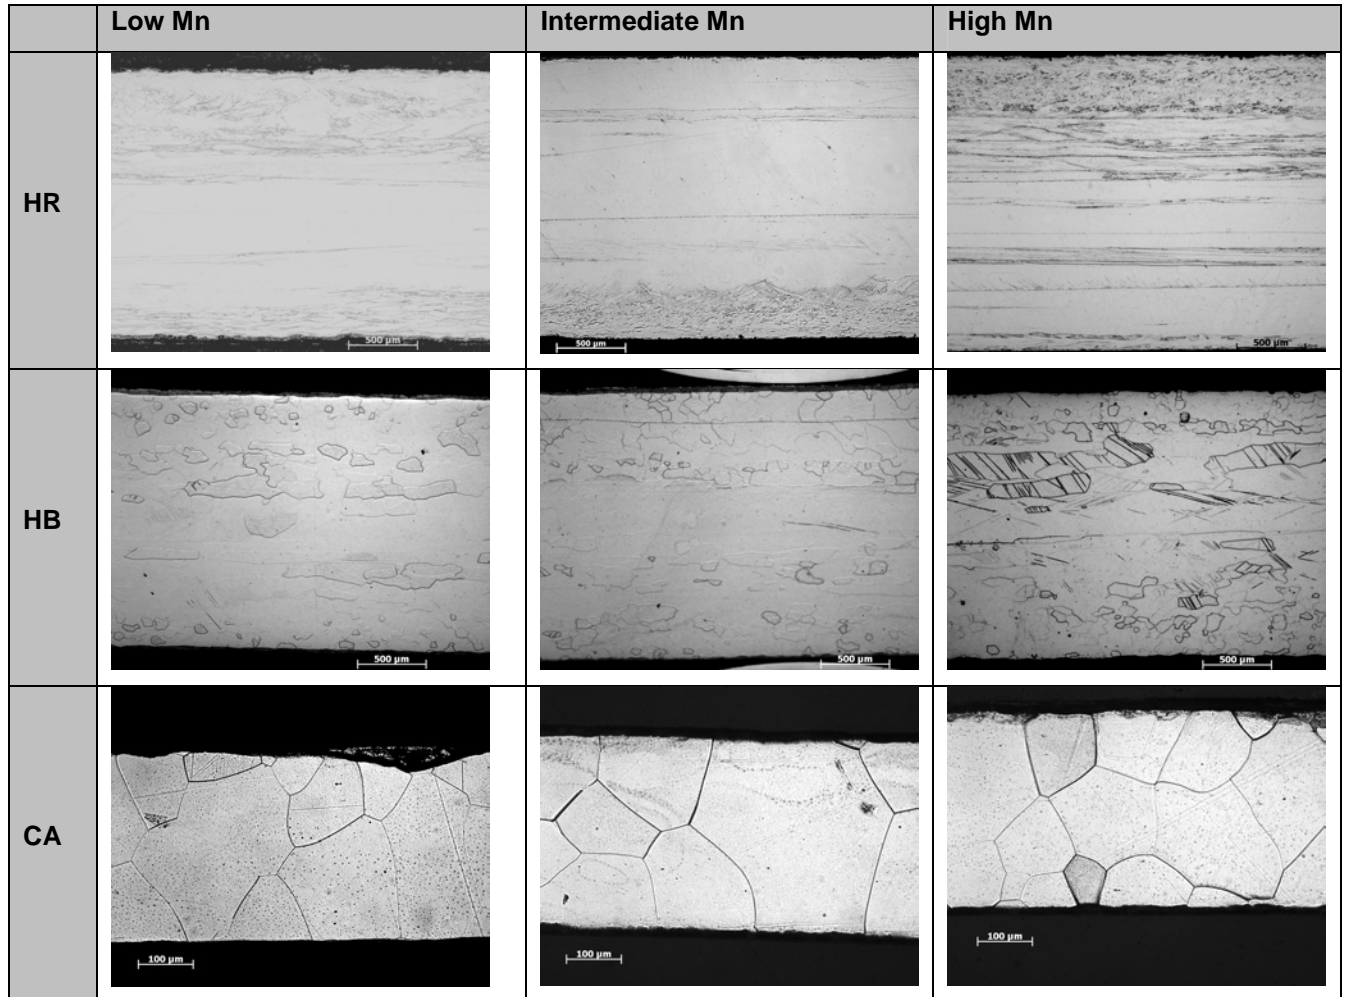 Low Mn Intermediate Mn High Mn
HR
500 µm 500 µm 500 µm
HB
500 µm 500 µm 500 µm
CA
100 µm 100 µm 100 µm